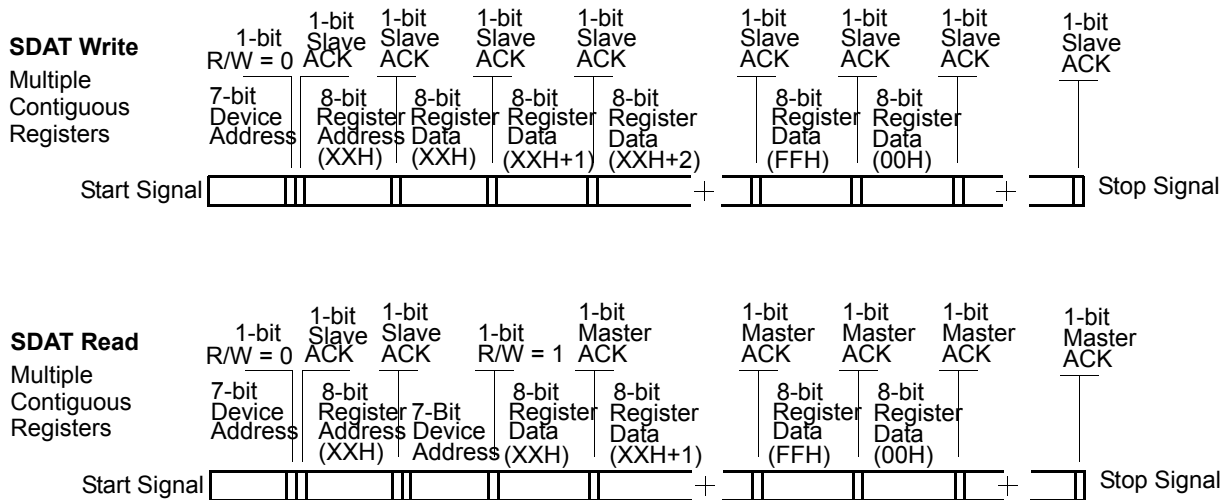 SDAT Write
Multiple
Contiguous
Registers
1-bit
R/W = 0
1-bit
Slave
ACK
1-bit
Slave
ACK
1-bit
Slave
ACK
1-bit
Slave
ACK
1-bit
Slave
ACK
1-bit
Slave
ACK
1-bit
Slave
ACK
1-bit
Slave
ACK
7-bit
Device
Address
8-bit
Register
Address
(XXH)
8-bit
Register
Data
(XXH)
8-bit
Register
Data
(XXH+1)
8-bit
Register
Data
(XXH+2)
8-bit
Register
Data
(FFH)
8-bit
Register
Data
(00H)
Start Signal
Stop Signal
SDAT Read
Multiple
Contiguous
Registers
1-bit
R/W = 0
1-bit
Slave
ACK
1-bit
Slave
ACK
1-bit
R/W = 1
1-bit
Master
ACK
1-bit
Master
ACK
1-bit
Master
ACK
1-bit
Master
ACK
1-bit
Master
ACK
7-bit
Device
Address
8-bit
Register
Address
(XXH)
7-Bit
Device
Address
8-bit
Register
Data
(XXH)
8-bit
Register
Data
(XXH+1)
8-bit
Register
Data
(FFH)
8-bit
Register
Data
(00H)
Start Signal
Stop Signal